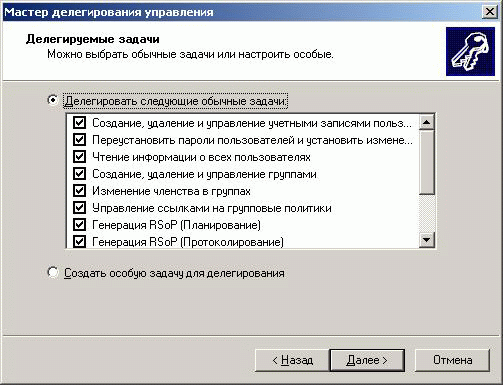 Мастер делегирования управления
Делегируемые задачи
Можно выбрать обычные задачи или настроить особые.
Делегировать следующие обычные задачи:
Создание, удаление и управление учетными записями польз...
Переустановить пароли пользователей и установить измене...
Чтение информации о всех пользователях
Создание, удаление и управление группами
Изменение членства в группах
Управление ссылками на групповые политики
Генерация RSoP (Планирование)
Генерация RSoP (Протоколирование)
Создать особую задачу для делегирования
< Назад
Далее >
Отмена